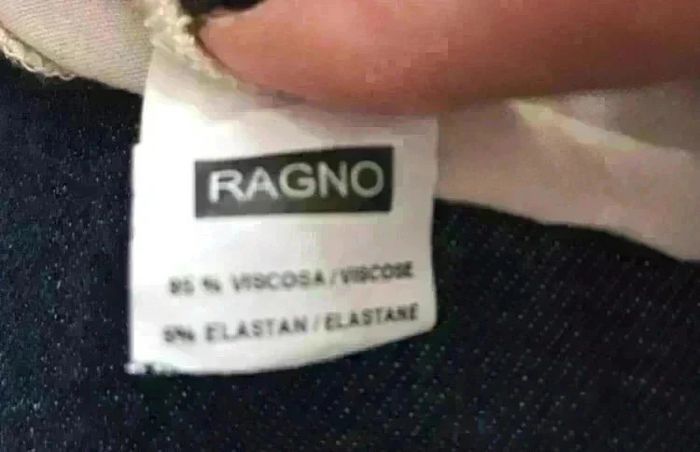 RAGNO
95 % VISCOSA / VISCOSE
5% ELASTAN / ELASTANE